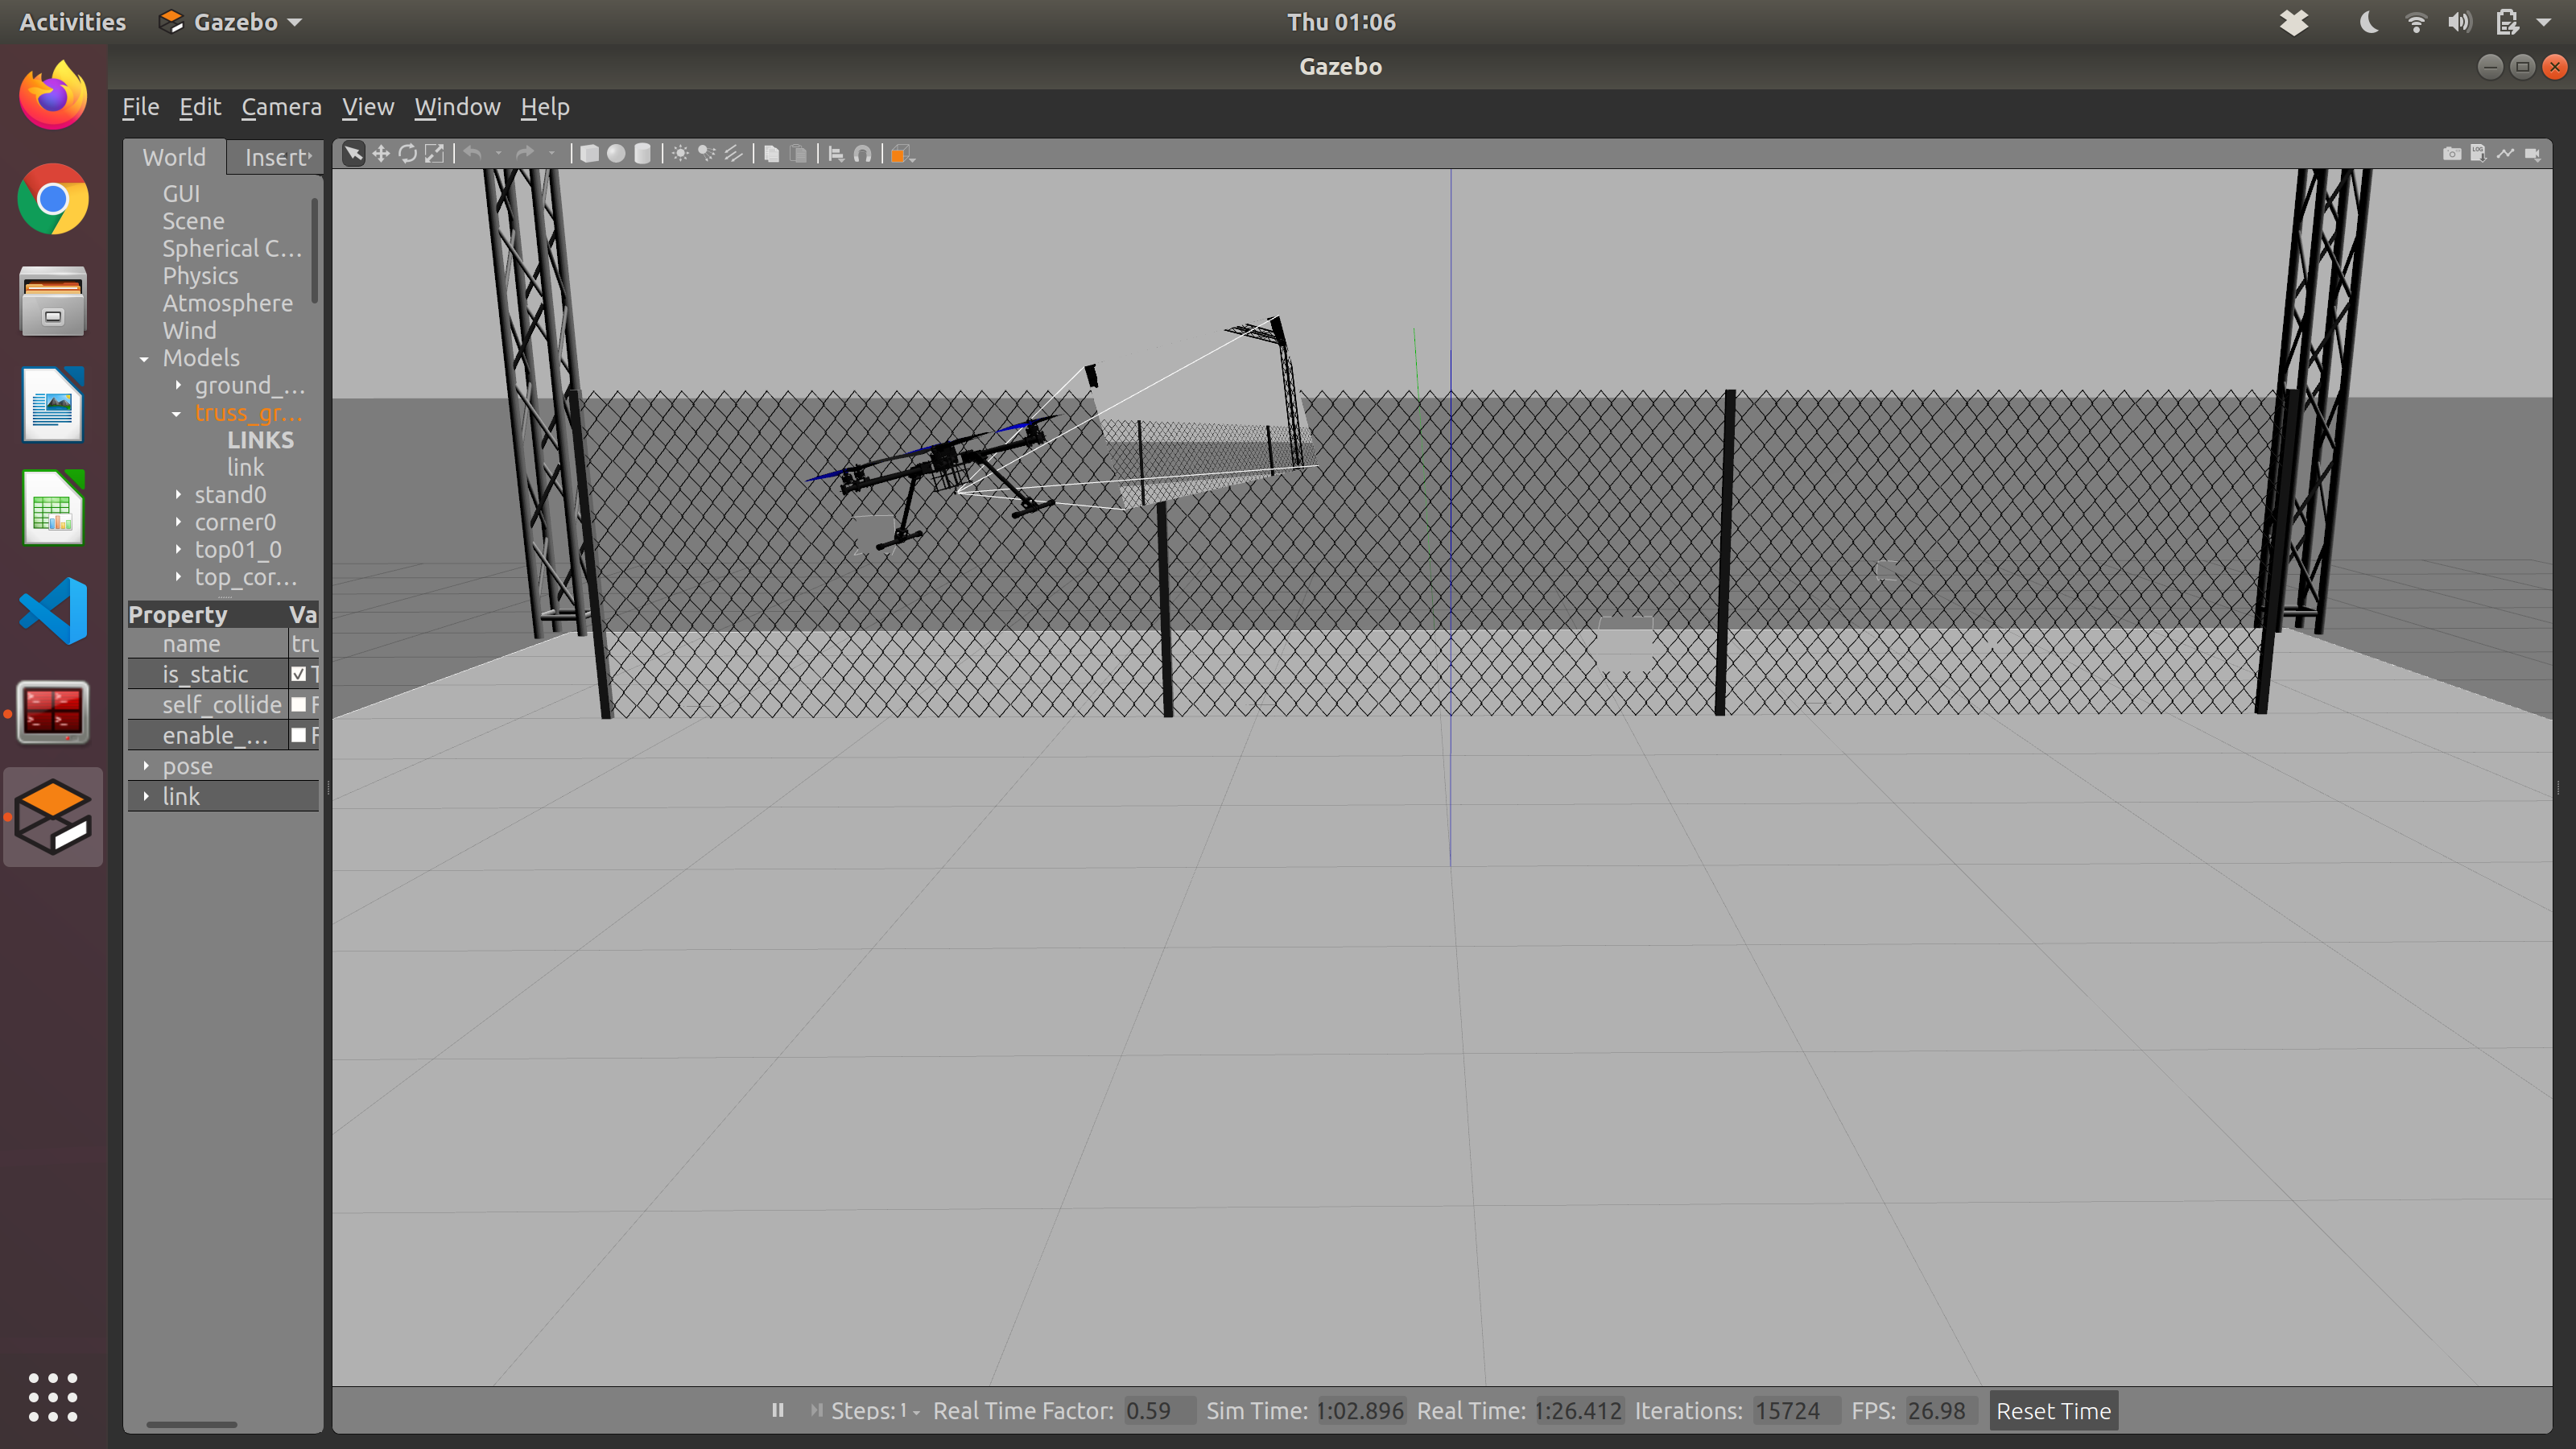 Activities Gazebo Thu 01:06
Gazebo
File Edit Camera View Window Help
World Insert
GUI
Scene
Spherical C...
Physics
Atmosphere
Wind
Models
ground_...
truss_gr...
LINKS
link
stand0
corner0
top01_0
top_cor...
Property Va
name tru
is_static T
self_collide F
enable_... F
pose
link
Steps: 1 Real Time Factor: 0.59 Sim Time: 1:02.896 Real Time: 1:26.412 Iterations: 15724 FPS: 26.98 Reset Time